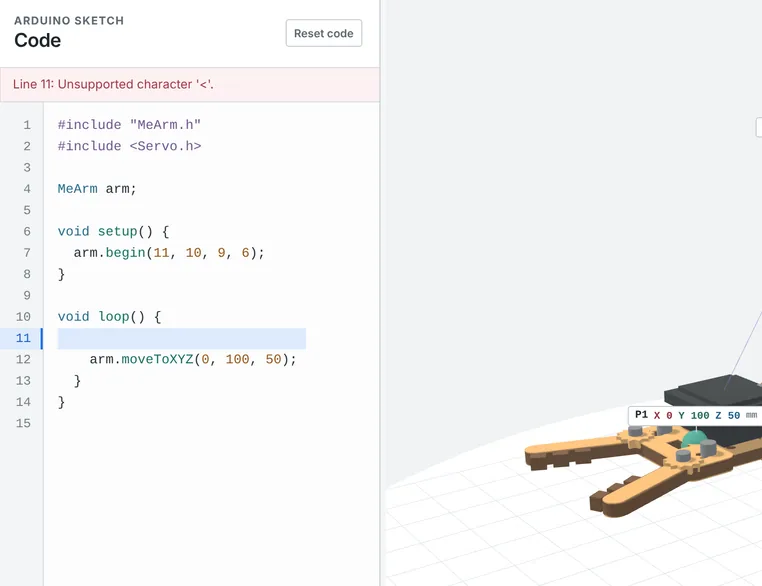 ARDUINO SKETCH
Code
Reset code
Line 11: Unsupported character '<'.
1 #include "MeArm.h"
2 #include <Servo.h>
3
4 MeArm arm;
5
6 void setup() {
7 arm.begin(11, 10, 9, 6);
8 }
9
10 void loop() {
11
12 arm.moveToXYZ(0, 100, 50);
13 }
14 }
15
P1 X 0 Y 100 Z 50 mm